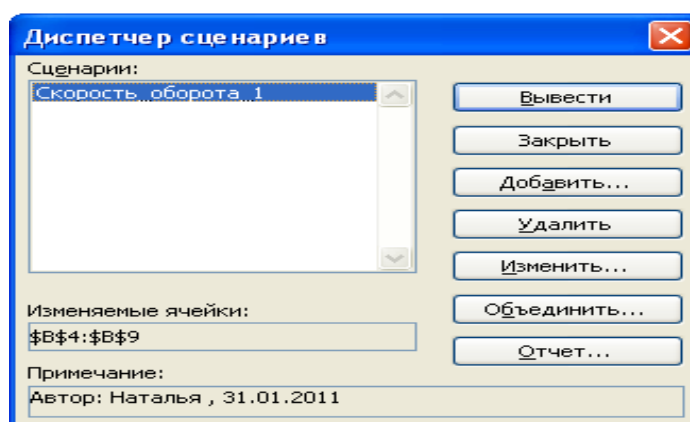 Диспетчер сценариев
Сценарии:
Скорость_оборота_1
Вывести
Закрыть
Добавить...
Удалить
Изменить...
Изменяемые ячейки:
Объединить...
$B$4:$B$9
Отчет...
Примечание:
Автор: Наталья , 31.01.2011